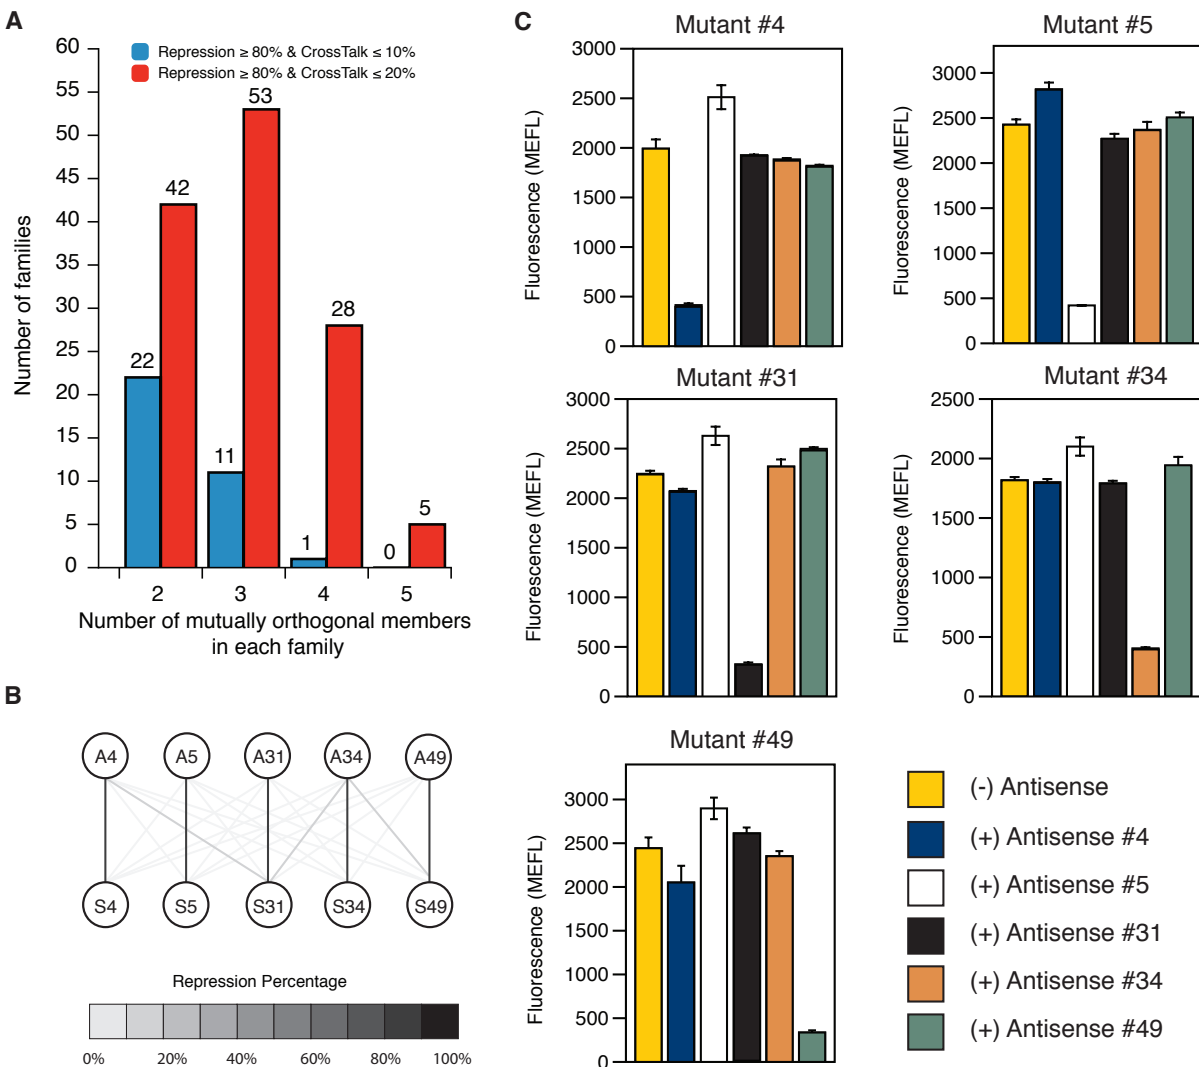 A
60
55
50
45
40
35
30
25
20
15
10
5
0
Number of families
Repression ≥ 80% & CrossTalk ≤ 10%
Repression ≥ 80% & CrossTalk ≤ 20%
22
42
11
53
1
28
0
5
2
3
4
5
Number of mutually orthogonal members
in each family
B
A4
A5
A31
A34
A49
S4
S5
S31
S34
S49
Repression Percentage
0%
20%
40%
60%
80%
100%
C
Mutant #4
Fluorescence (MEFL)
3000
2500
2000
1500
1000
500
0
Mutant #5
Fluorescence (MEFL)
3000
2500
2000
1500
1000
500
0
Mutant #31
Fluorescence (MEFL)
3000
2500
2000
1500
1000
500
0
Mutant #34
Fluorescence (MEFL)
2500
2000
1500
1000
500
0
Mutant #49
Fluorescence (MEFL)
3000
2500
2000
1500
1000
500
0
(-) Antisense
(+) Antisense #4
(+) Antisense #5
(+) Antisense #31
(+) Antisense #34
(+) Antisense #49